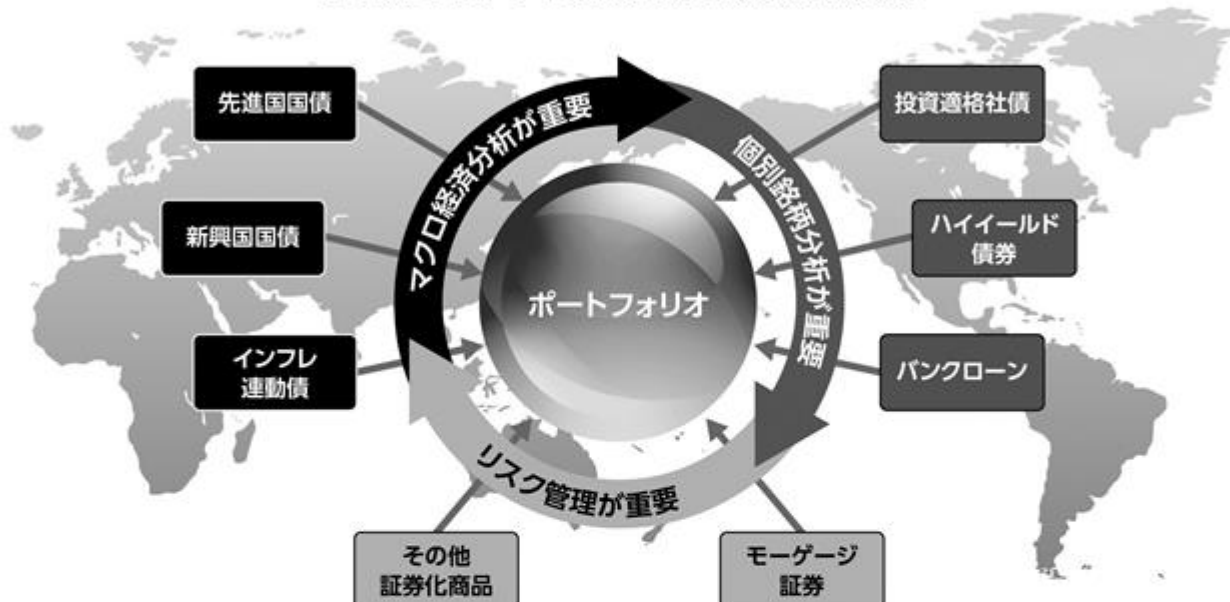 先進国国債
新興国国債
インフレ
連動債
マクロ経済分析が重要
個別銘柄分析が重要
リスク管理が重要
ポートフォリオ
投資適格社債
ハイイールド
債券
バンクローン
その他
証券化商品
モーゲージ
証券